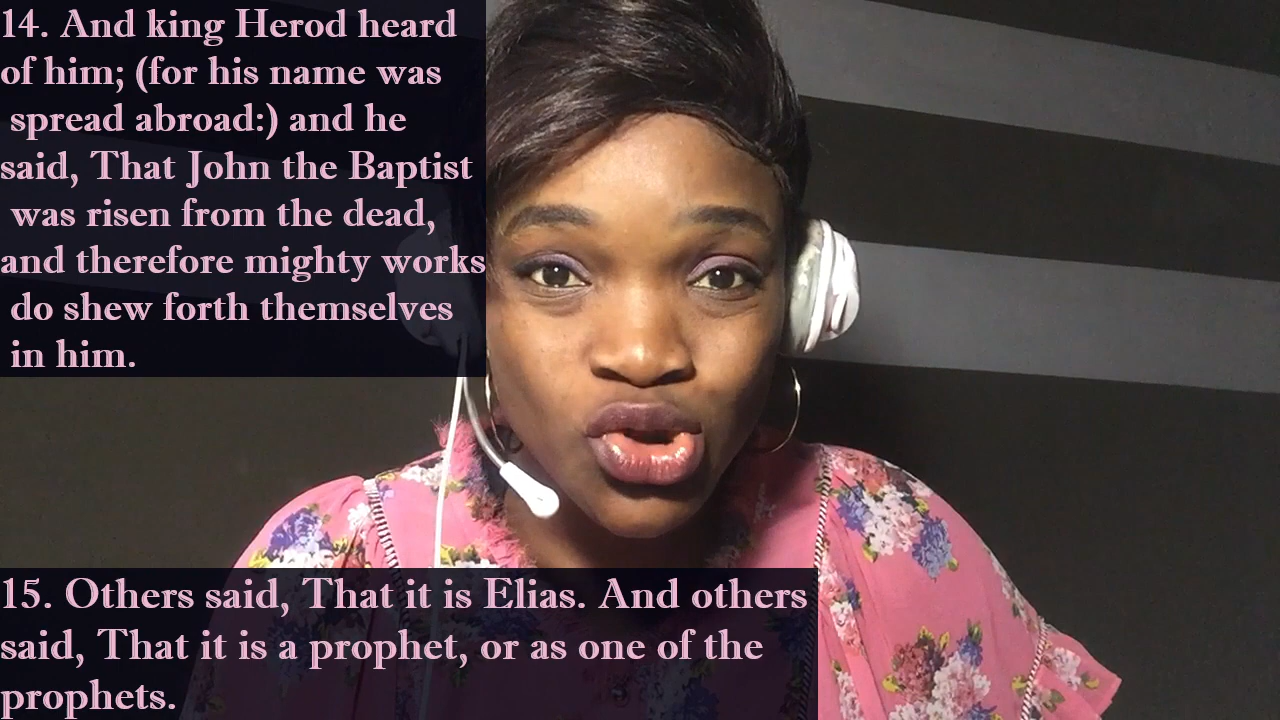 14. And king Herod heard
of him; (for his name was
spread abroad:) and he
said, That John the Baptist
was risen from the dead,
and therefore mighty works
do shew forth themselves
in him.
15. Others said, That it is Elias. And others
said, That it is a prophet, or as one of the
prophets.